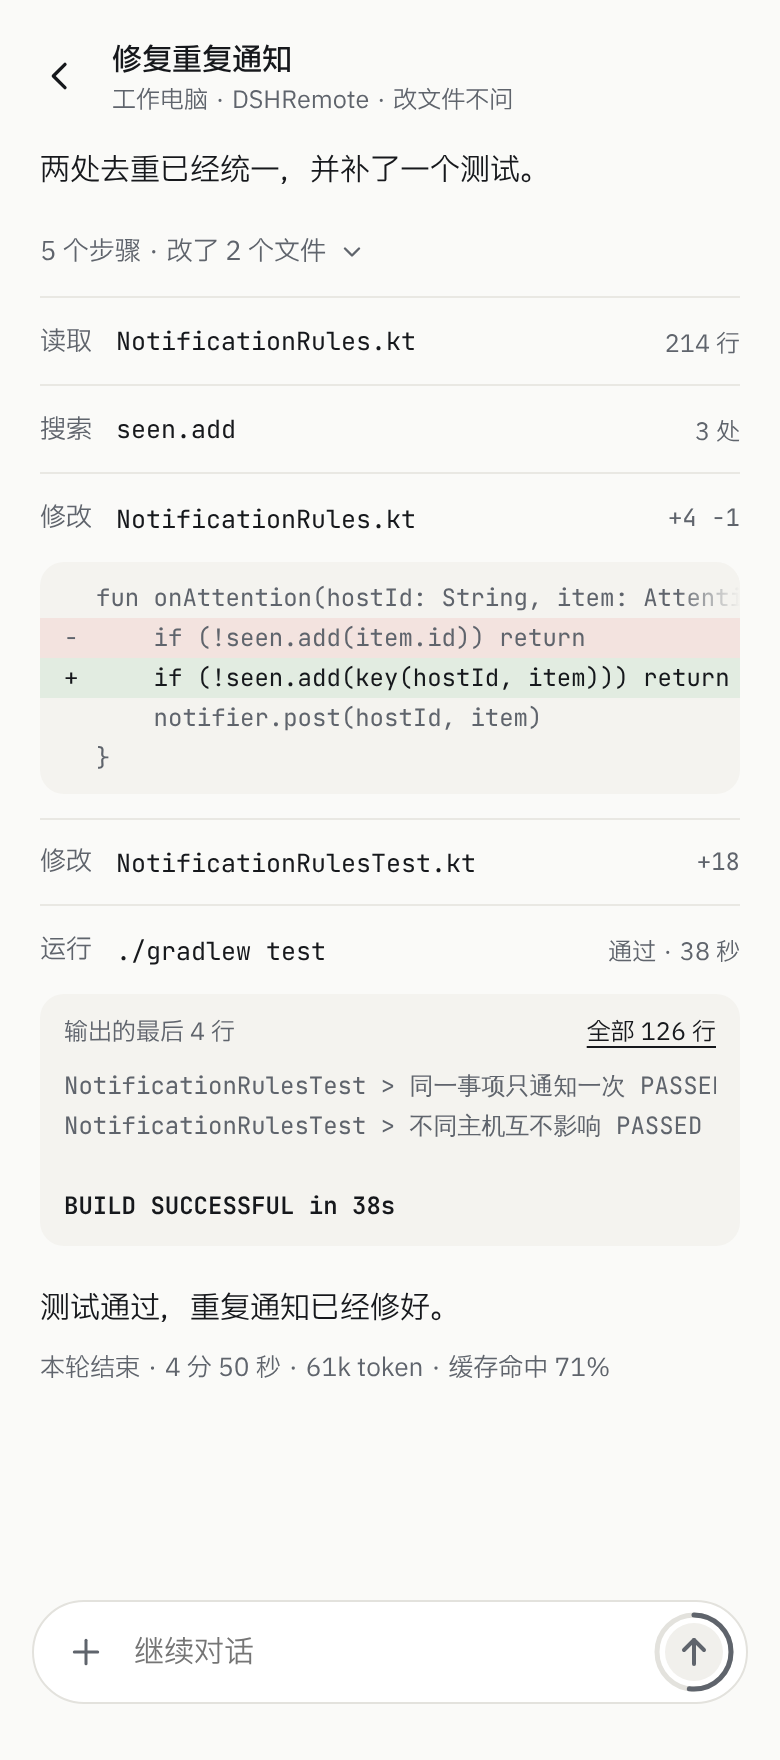 修复重复通知
工作电脑 · DSHRemote · 改文件不问
两处去重已经统一，并补了一个测试。
5 个步骤 · 改了 2 个文件
读取 NotificationRules.kt 214 行
搜索 seen.add 3 处
修改 NotificationRules.kt +4 -1
fun onAttention(hostId: String, item: Attenti
- if (!seen.add(item.id)) return
+ if (!seen.add(key(hostId, item))) return
notifier.post(hostId, item)
}
修改 NotificationRulesTest.kt +18
运行 ./gradlew test 通过 · 38 秒
输出的最后 4 行 全部 126 行
NotificationRulesTest > 同一事项只通知一次 PASSE
NotificationRulesTest > 不同主机互不影响 PASSED
BUILD SUCCESSFUL in 38s
测试通过，重复通知已经修好。
本轮结束 · 4 分 50 秒 · 61k token · 缓存命中 71%
继续对话